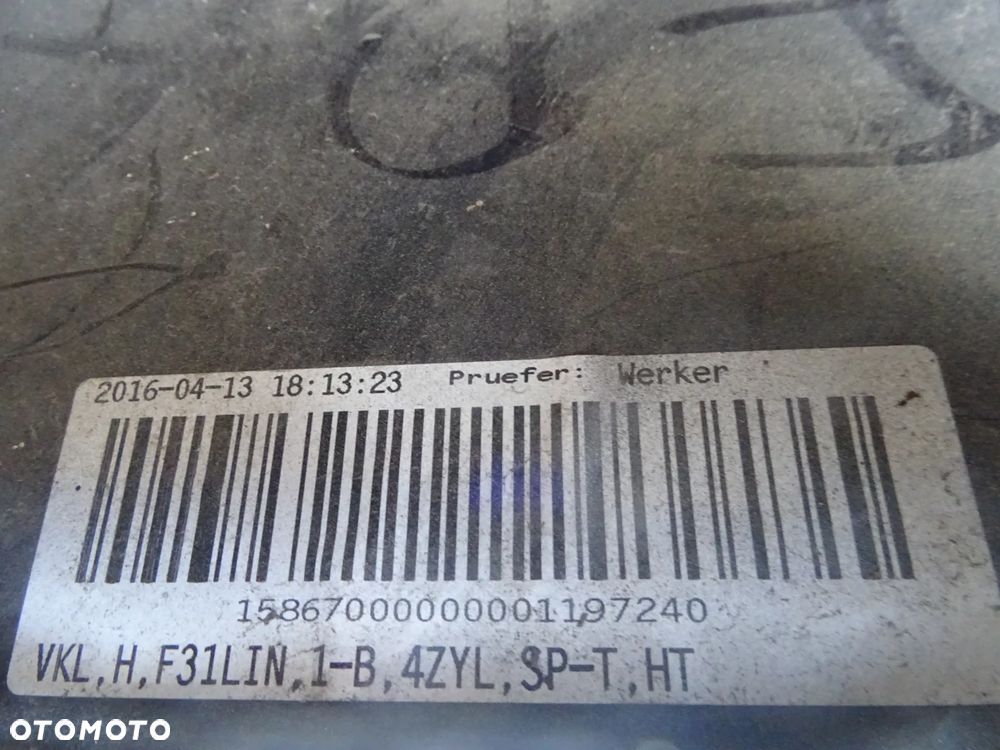 2016-04-13 18:13:23 Pruefer: Werker
15867000000001197240
VKL,H,F31LIN,1-B,4ZYL,SP-T,HT
OTOMOTO